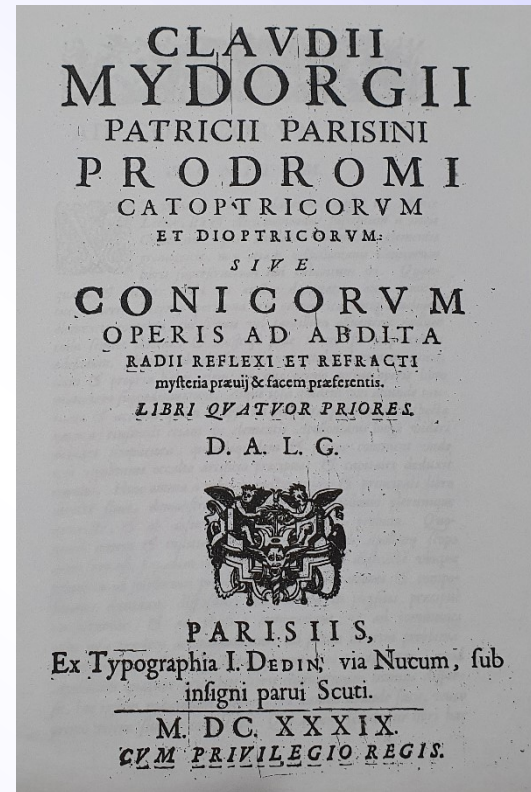 CLAVDII
MYDORGII
PATRICII PARISINI
PRODROMI
CATOPTRICORVM
ET DIOPTRICORVM:
SIVE
CONICORVM
OPERIS AD ABDITA
RADII REFLEXI ET REFRACTI
myſteria præuij & facem præferentis.
LIBRI QVATVOR PRIORES.
D. A. L. G.
PARISIIS,
Ex Typographia I. DEDIN, via Nucum, ſub
inſigni parui Scuti.
M. DC. XXXIX.
CVM PRIVILEGIO REGIS.